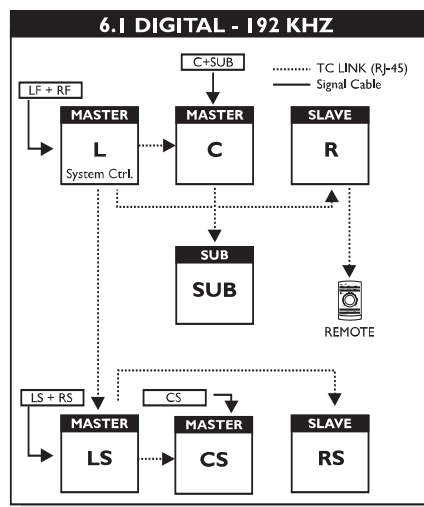 6.1 DIGITAL - 192 KHZ
C+SUB
TC LINK (RJ-45)
Signal Cable
LF + RF
MASTER
L
System Ctrl.
MASTER
C
SLAVE
R
SUB
SUB
REMOTE
LS + RS
CS
MASTER
LS
MASTER
CS
SLAVE
RS